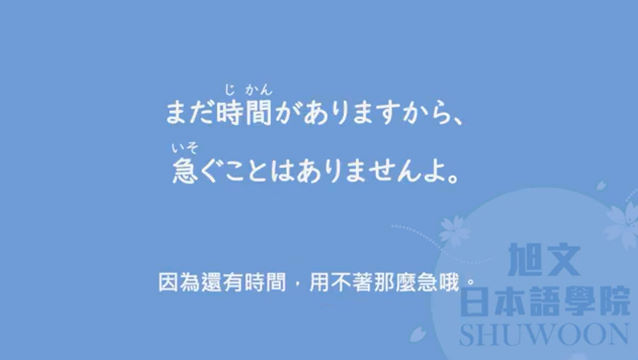 じ かん
まだ時間がありますから、
いそ
急ぐことはありませんよ。
因為還有時間，用不著那麼急哦。
旭文
日本語學院
SHUWOON